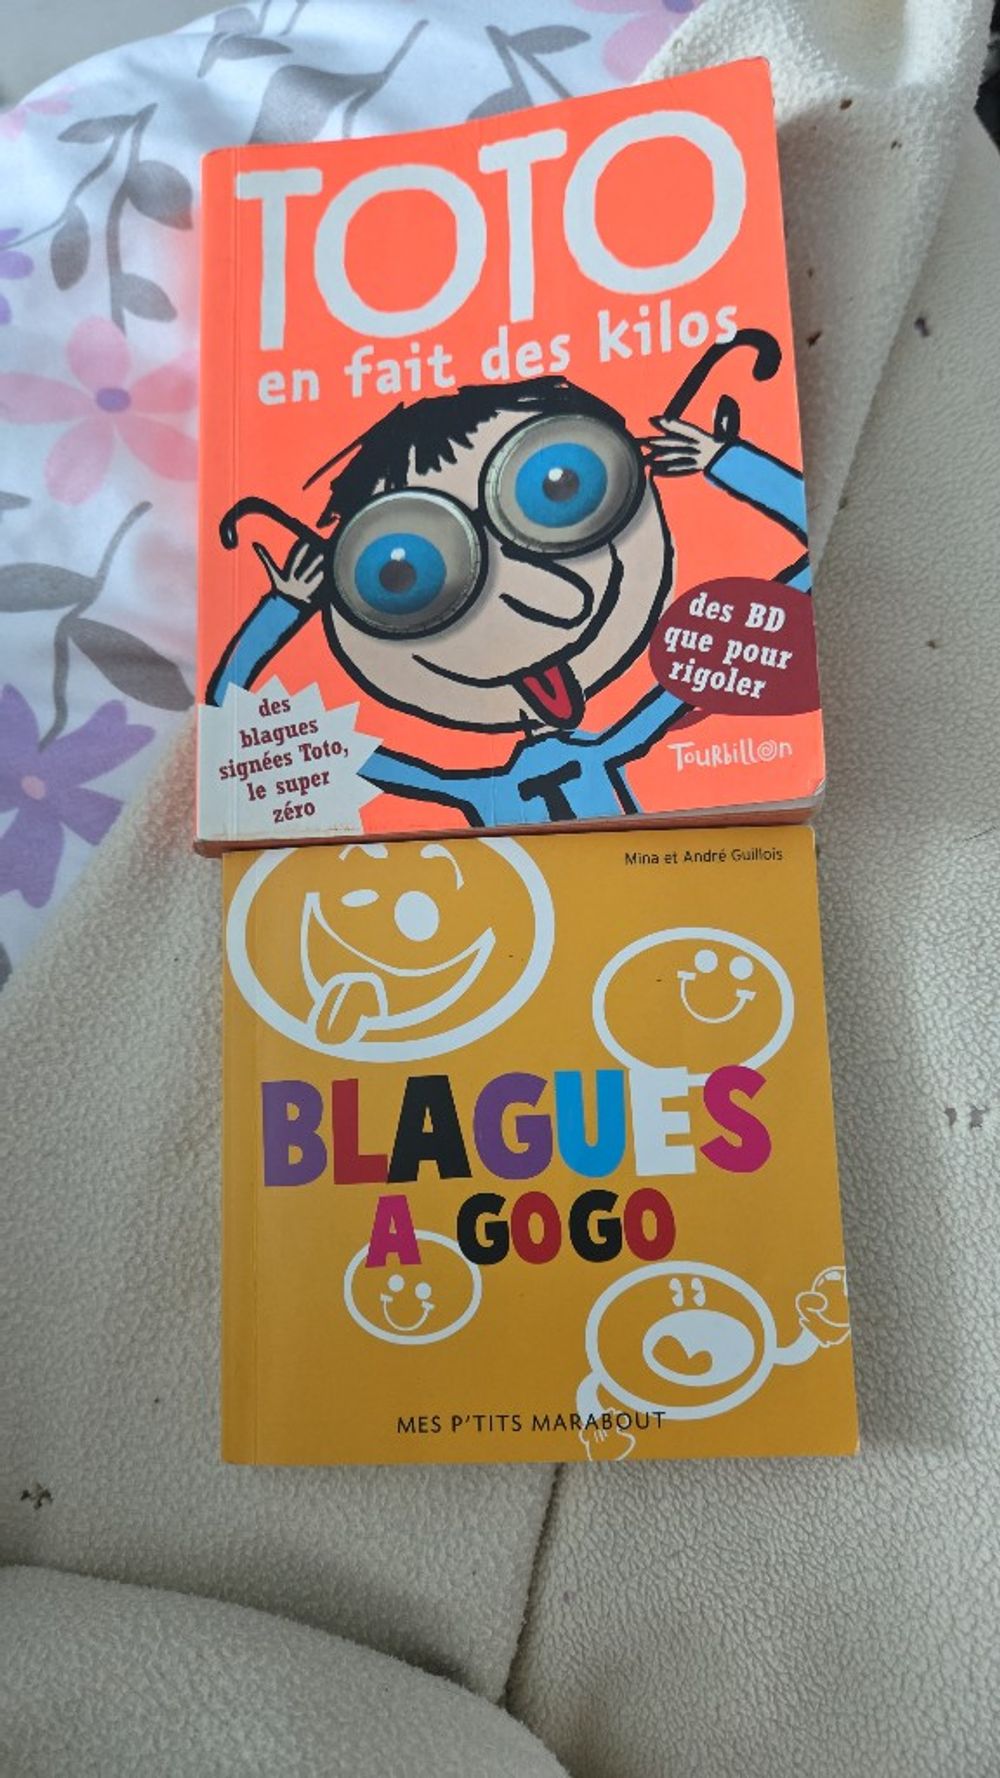 TOTO
en fait des kilos
des BD
que pour
rigoler
des
blagues
signées Toto,
le super
zéro
Tourbillon
T
Mina et André Guillois
BLAGUES
A GOGO
MES P'TITS MARABOUT